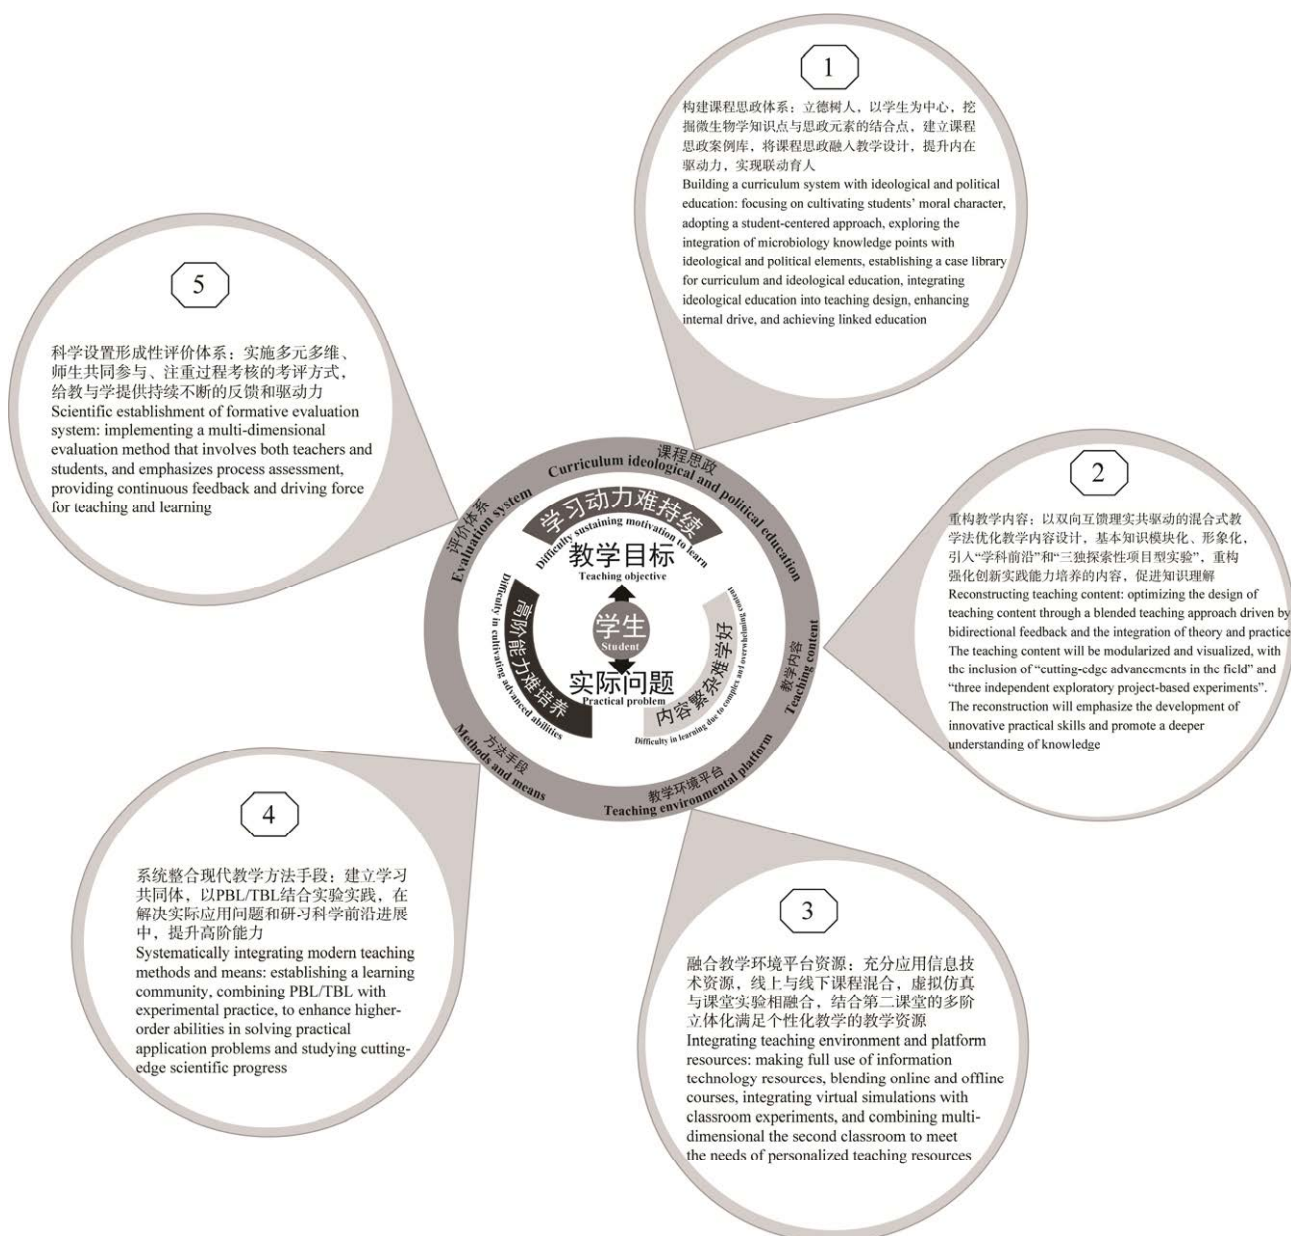 1
构建课程思政体系：立德树人，以学生为中心，挖
掘微生物学知识点与思政元素的结合点，建立课程
思政案例库，将课程思政融入教学设计，提升内在
驱动力，实现联动育人
Building a curriculum system with ideological and political
education: focusing on cultivating students' moral character,
adopting a student-centered approach, exploring the
integration of microbiology knowledge points with
ideological and political elements, establishing a case library
for curriculum and ideological education, integrating
ideological education into teaching design, enhancing
internal drive, and achieving linked education
2
重构教学内容：以双向互馈理实共驱动的混合式教
学法优化教学内容设计，基本知识模块化、形象化，
引入“学科前沿”和“三独探索性项目型实验”，重构
强化创新实践能力培养的内容，促进知识理解
Reconstructing teaching content: optimizing the design of
teaching content through a blended teaching approach driven by
bidirectional feedback and the integration of theory and practice
The teaching content will be modularized and visualized, with
the inclusion of “cutting-edge advancements in the field” and
“three independent exploratory project-based experiments”.
The reconstruction will emphasize the development of
innovative practical skills and promote a deeper
understanding of knowledge
3
融合教学环境平台资源：充分应用信息技
术资源，线上与线下课程混合，虚拟仿真
与课堂实验相融合，结合第二课堂的多阶
立体化满足个性化教学的教学资源
Integrating teaching environment and platform
resources: making full use of information
technology resources, blending online and offline
courses, integrating virtual simulations with
classroom experiments, and combining multi-
dimensional the second classroom to meet
the needs of personalized teaching resources
4
系统整合现代教学方法手段：建立学习
共同体，以PBL/TBL结合实验实践，在
解决实际应用问题和研习科学前沿进展
中，提升高阶能力
Systematically integrating modern teaching
methods and means: establishing a learning
community, combining PBL/TBL with
experimental practice, to enhance higher-
order abilities in solving practical
application problems and studying cutting-
edge scientific progress
5
科学设置形成性评价体系：实施多元多维、
师生共同参与、注重过程考核的考评方式，
给教与学提供持续不断的反馈和驱动力
Scientific establishment of formative evaluation
system: implementing a multi-dimensional
evaluation method that involves both teachers and
students, and emphasizes process assessment,
providing continuous feedback and driving force
for teaching and learning
课程思政
Curriculum ideological and political education
教学内容
Teaching content
教学环境平台
Teaching environmental platform
方法手段
Methods and means
评价体系
Evaluation system
学习动力难持续
Difficulty sustaining motivation to learn
内容繁杂难学好
Difficulty in learning due to complex and overwhelming content
高阶能力难培养
Difficulty in cultivating advanced abilities
教学目标
Teaching objective
学生
Student
实际问题
Practical problem